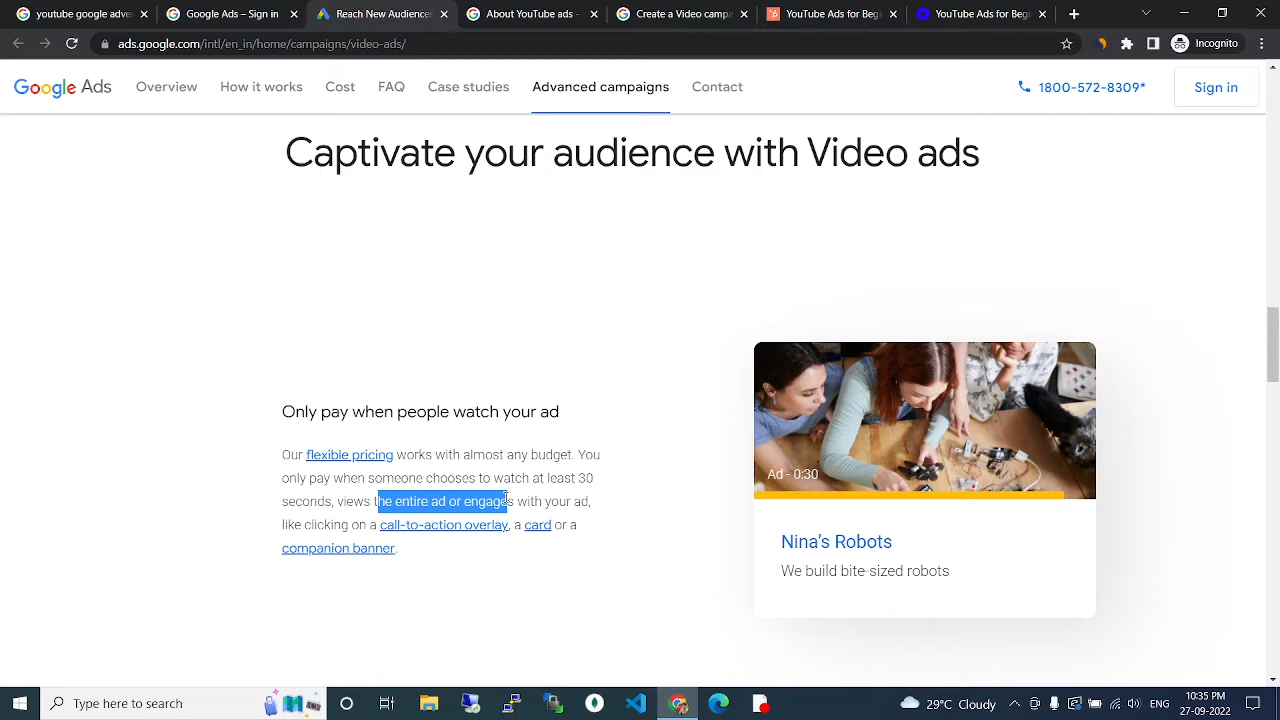 google youtube ads
Google Ads – Sign in
Reach New Audiences
About YouTube ads -
Create a Video campa
YouTube Ads for Beg
YouTube Ads for Begi
ads.google.com/intl/en_in/home/campaigns/video-ads/
Incognito
Google Ads
Overview
How it works
Cost
FAQ
Case studies
Advanced campaigns
Contact
1800-572-8309*
Sign in
Captivate your audience with Video ads
Only pay when people watch your ad
Our flexible pricing works with almost any budget. You
only pay when someone chooses to watch at least 30
seconds, views the entire ad or engages with your ad,
like clicking on a call-to-action overlay, a card or a
companion banner.
Ad - 0:30
Nina's Robots
We build bite-sized robots
Type here to search
29°C Cloudy
ENG
10:35 PM
27-09-2022